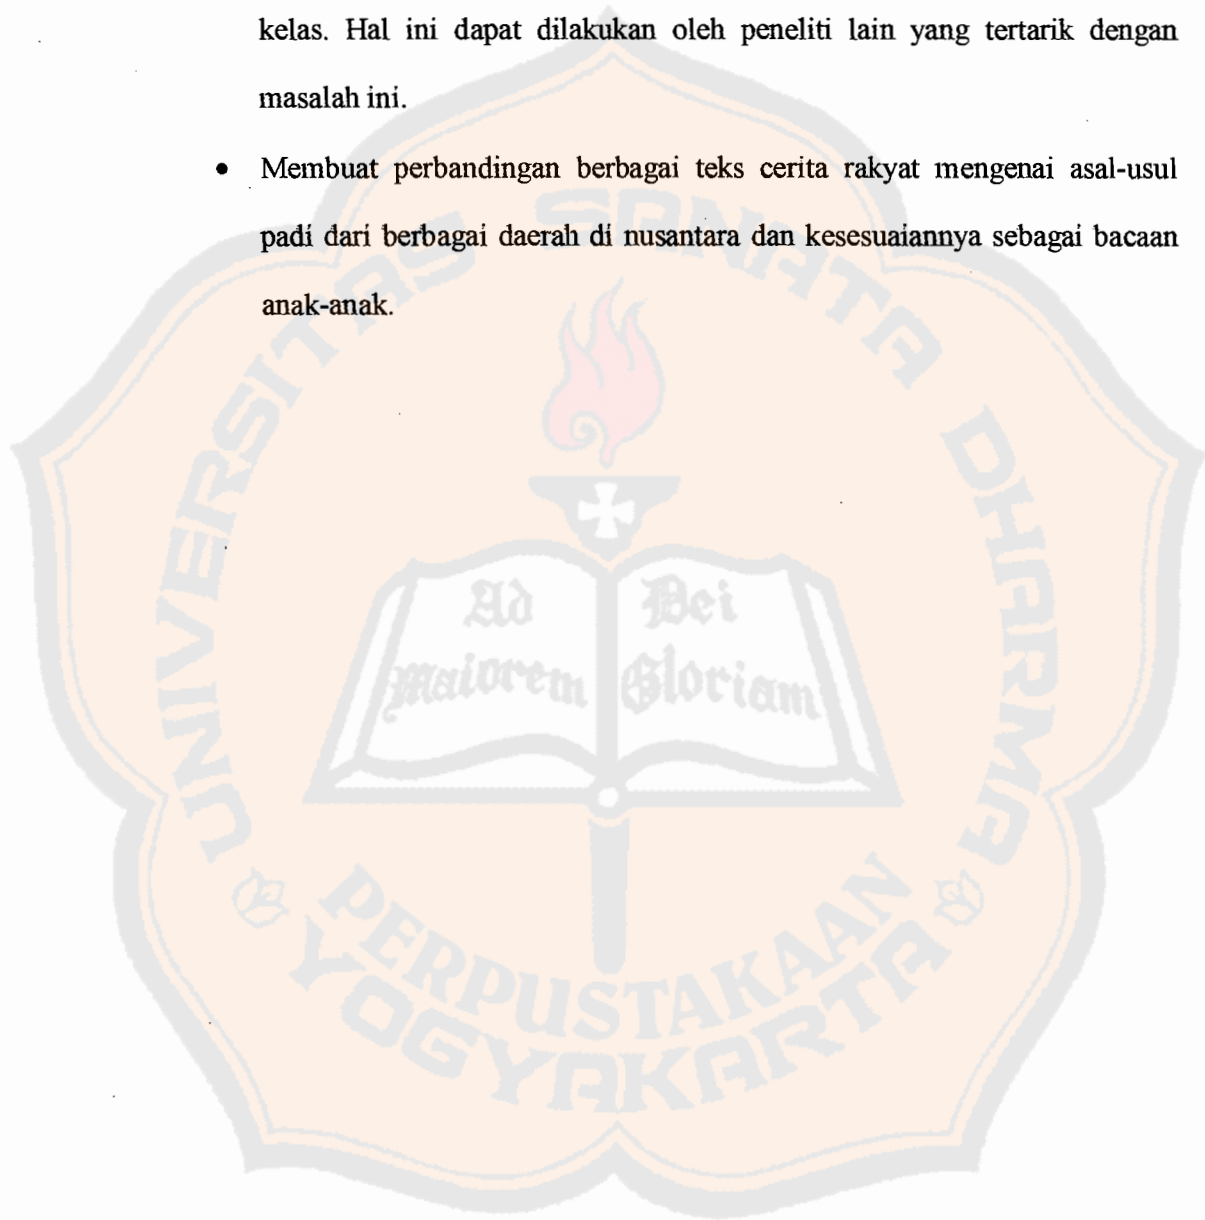 kelas. Hal ini dapat dilakukan oleh peneliti lain yang tertarik dengan
masalah ini.
• Membuat perbandingan berbagai teks cerita rakyat mengenai asal-usul
padi dari berbagai daerah di nusantara dan kesesuaiannya sebagai bacaan
anak-anak.
UNIVERSITAS SANATA DHARMA
Ad Dei
Maiorem Gloriam
PERPUSTAKAAN
YOGYAKARTA